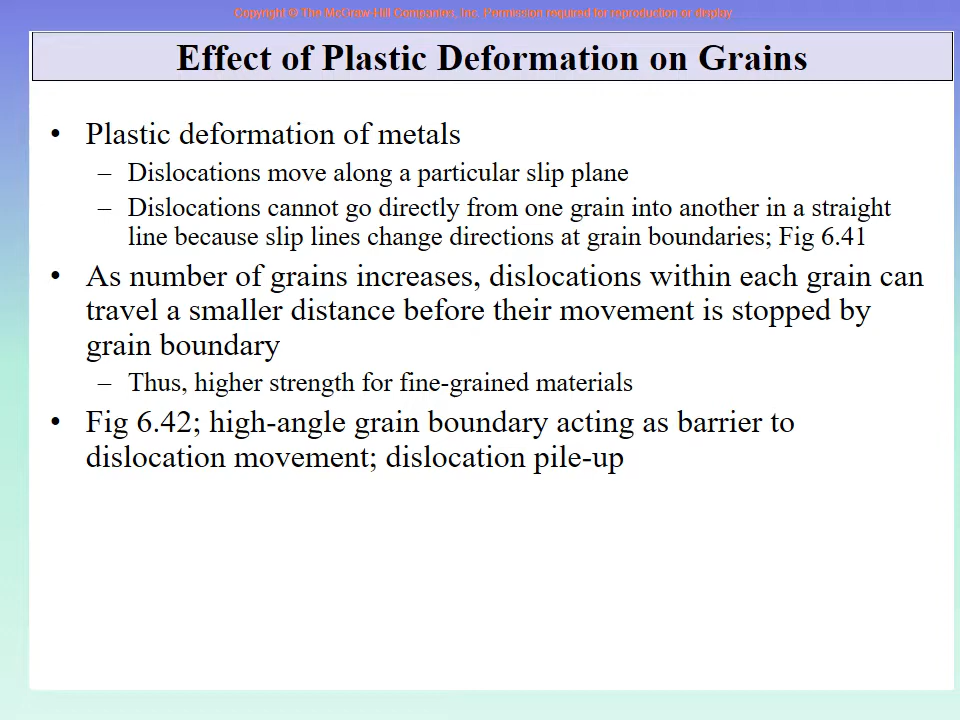 Copyright © The McGraw-Hill Companies, Inc. Permission required for reproduction or display
Effect of Plastic Deformation on Grains
• Plastic deformation of metals
– Dislocations move along a particular slip plane
– Dislocations cannot go directly from one grain into another in a straight
line because slip lines change directions at grain boundaries; Fig 6.41
• As number of grains increases, dislocations within each grain can
travel a smaller distance before their movement is stopped by
grain boundary
– Thus, higher strength for fine-grained materials
• Fig 6.42; high-angle grain boundary acting as barrier to
dislocation movement; dislocation pile-up